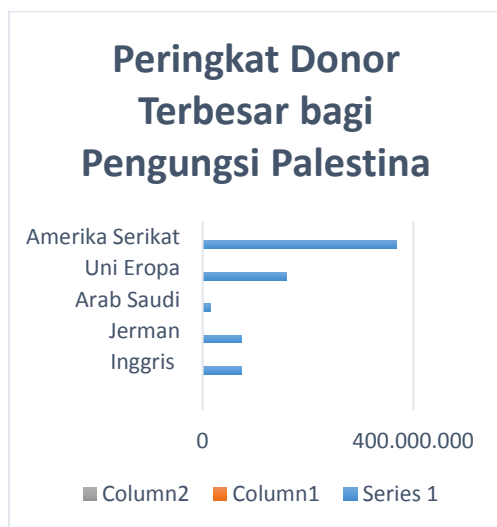 Peringkat Donor
Terbesar bagi
Pengungsi Palestina
Amerika Serikat
Uni Eropa
Arab Saudi
Jerman
Inggris
0 400.000.000
Column2 Column1 Series 1